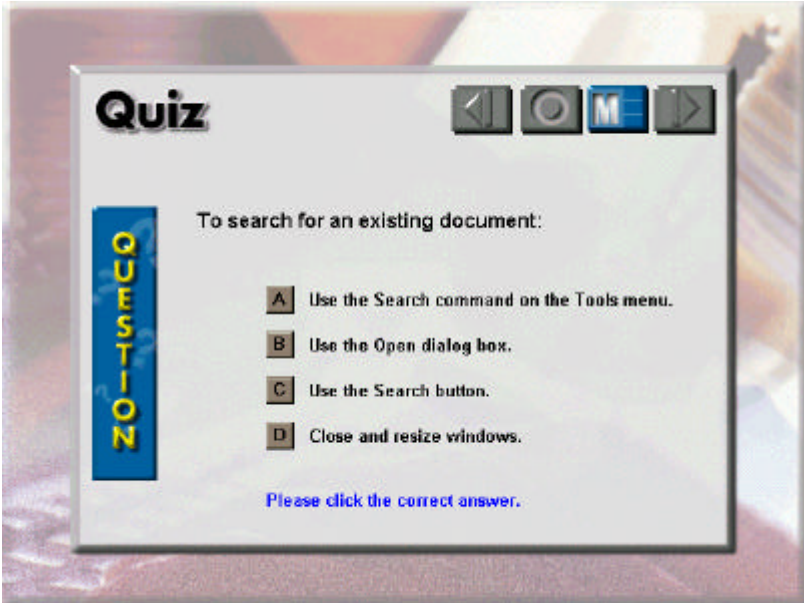 Quiz
M
QUESTION
To search for an existing document:
A Use the Search command on the Tools menu.
B Use the Open dialog box.
C Use the Search button.
D Close and resize windows.
Please click the correct answer.